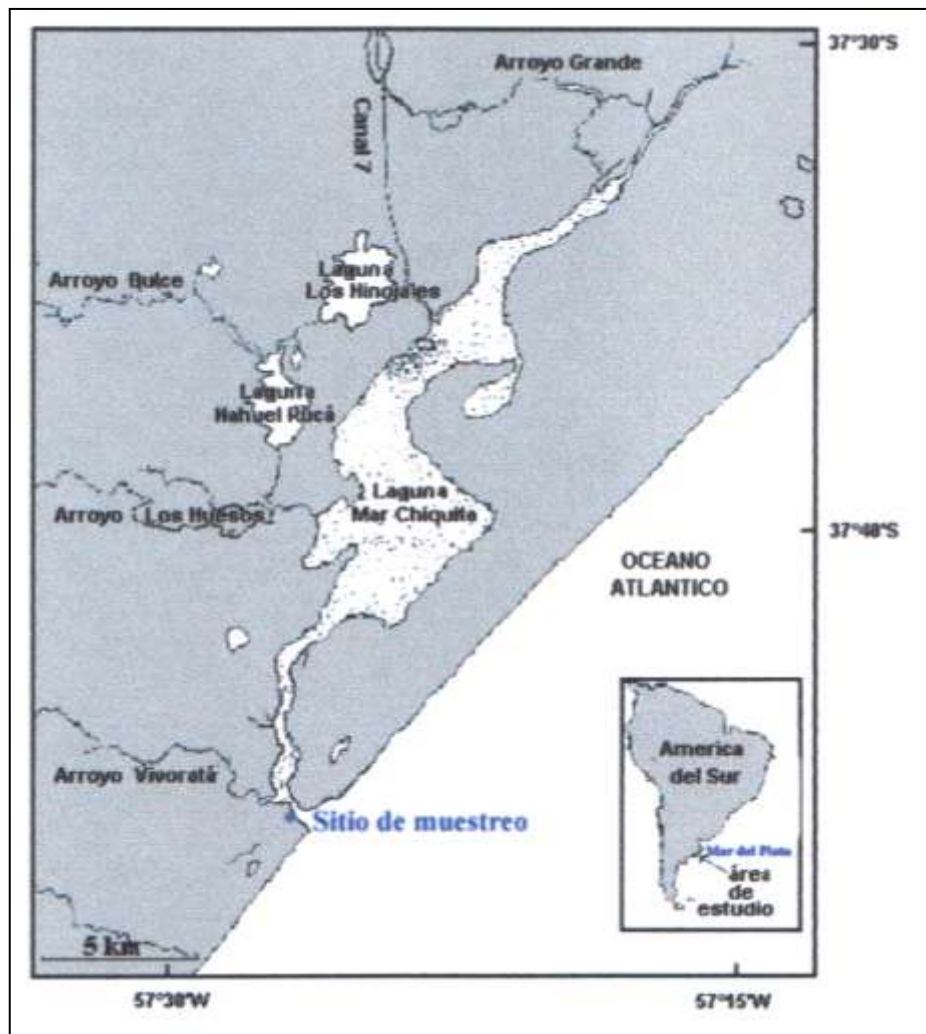 37°30'S
Arroyo Grande
Canal 7
Laguna
Los Hinojales
Arroyo Dulce
Laguna
Nahuel Rucá
Laguna
Mar Chiquita
Arroyo Los Huesos
37°40'S
OCEANO
ATLANTICO
America
del Sur
Mar del Plata
área
de
estudio
Arroyo Vivoratá
Sitio de muestreo
5 km
57°30'W
57°15'W